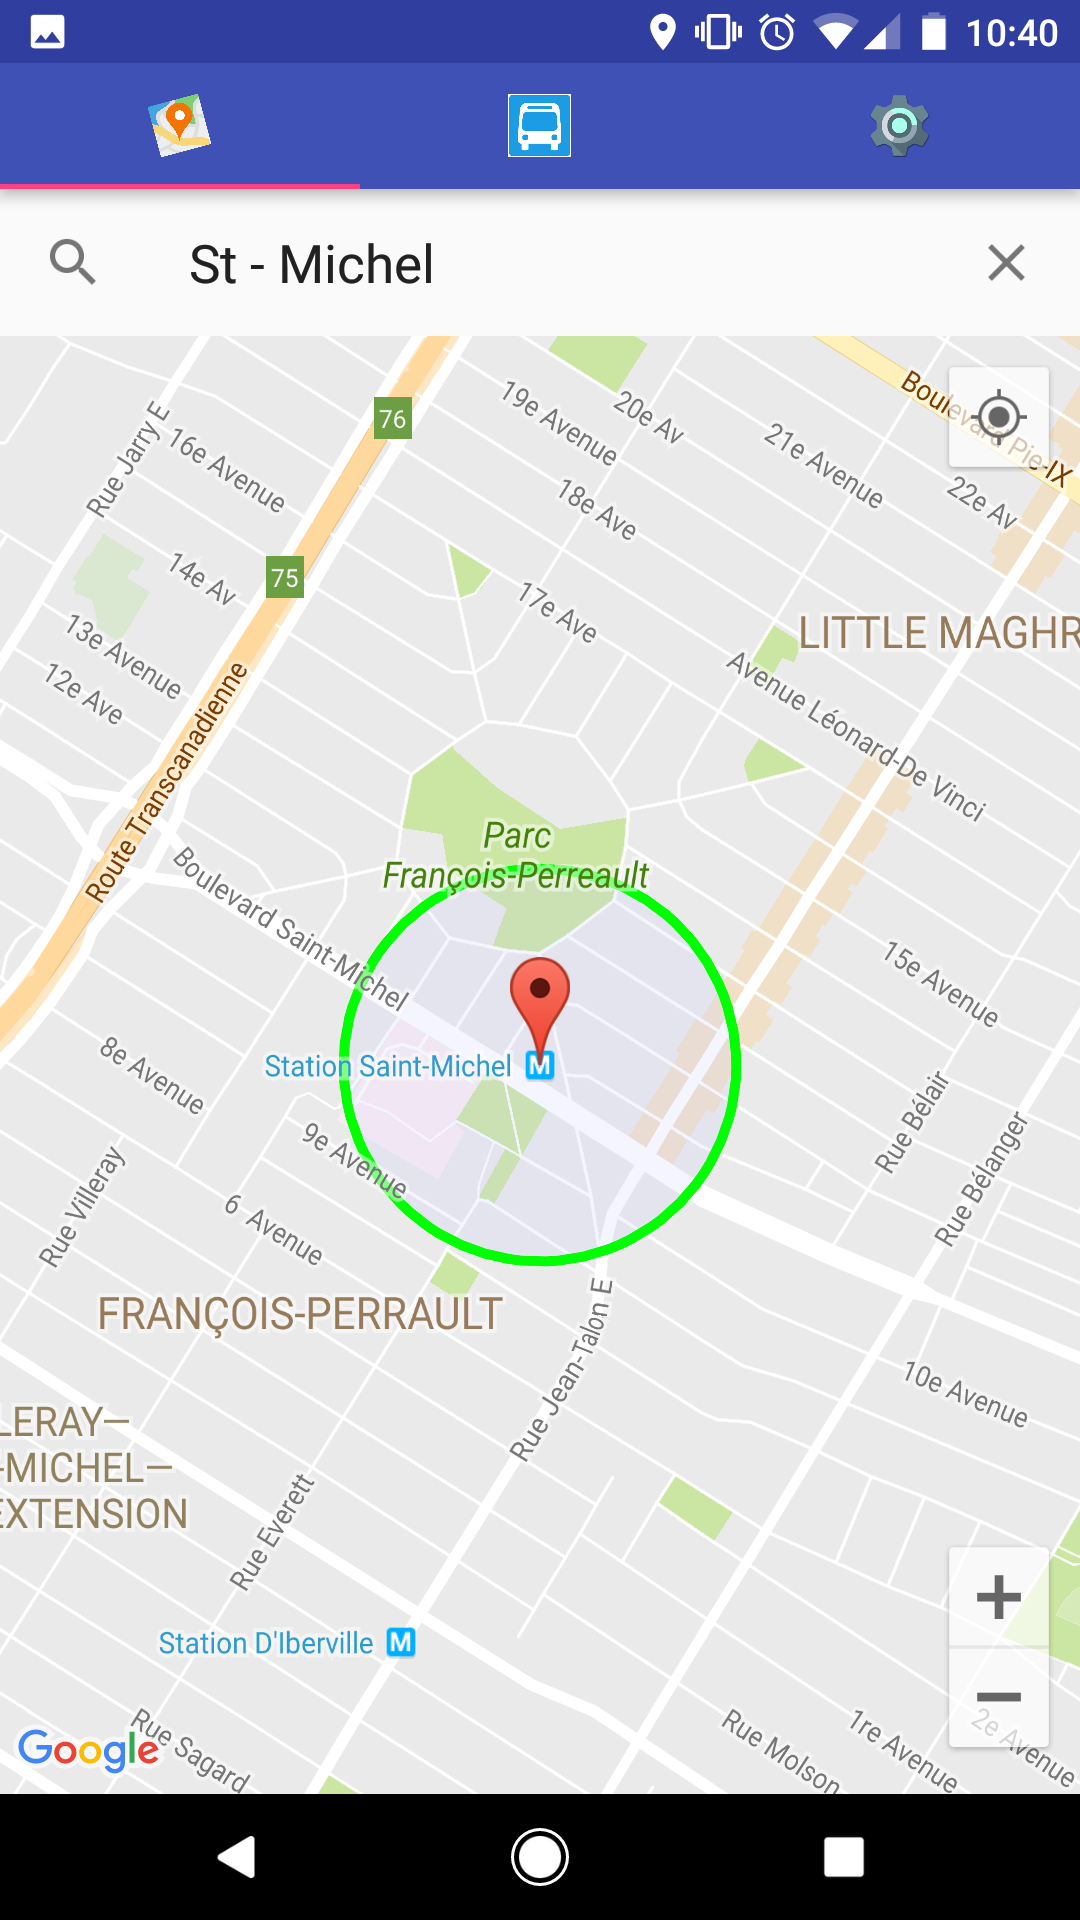 10:40
St - Michel
Boulevard Pie-IX
76
19e Avenue
20e Av
21e Avenue
22e Av
Rue Jarry E
16e Avenue
18e Ave
14e Av
75
17e Ave
13e Avenue
12e Ave
LITTLE MAGHR
Avenue Léonard-De Vinci
Route Transcanadienne
Parc
François-Perreault
Boulevard Saint-Michel
15e Avenue
8e Avenue
Station Saint-Michel M
9e Avenue
Rue Bélair
Rue Bélanger
Rue Villeray
6 Avenue
FRANÇOIS-PERRAULT
Rue Jean-Talon E
10e Avenue
LERAY—
-MICHEL—
EXTENSION
Rue Everett
Station D'Iberville M
Rue Sagard
Rue Molson
1re Avenue
2e Avenue
Google